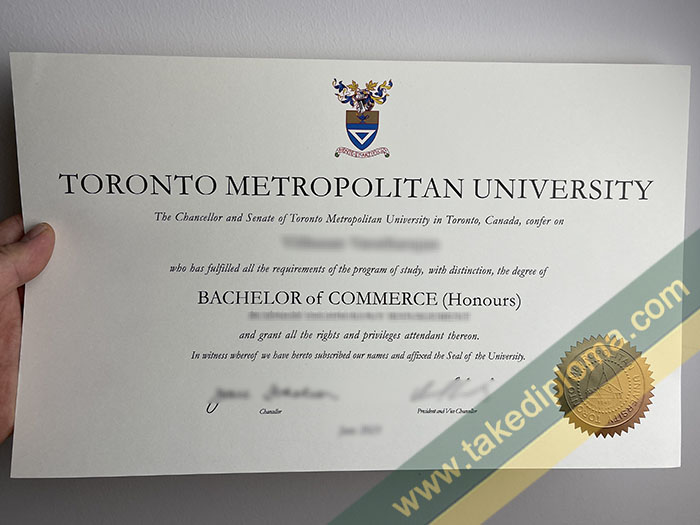 TORONTO METROPOLITAN UNIVERSITY
The Chancellor and Senate of Toronto Metropolitan University in Toronto, Canada, confer on
who has fulfilled all the requirements of the program of study, with distinction, the degree of
BACHELOR of COMMERCE (Honours)
and grant all the rights and privileges attendant thereon.
In witness whereof we have hereto subscribed our names and affixed the Seal of the University.
Chancellor
President and Vice Chancellor
www.takediploma.com